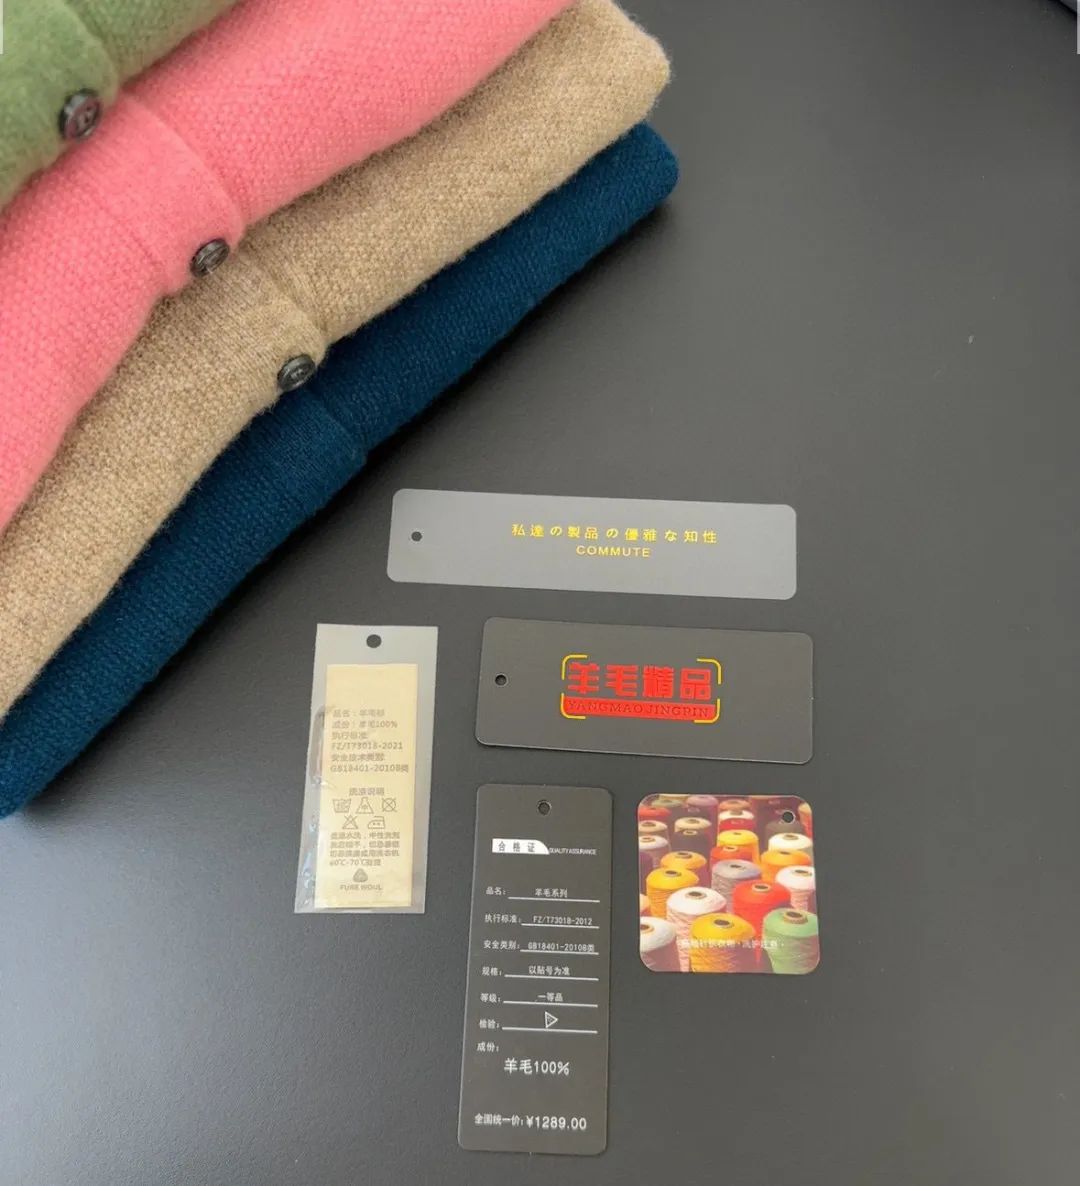 私達の製品の優雅な知性
COMMUTE
羊毛精品
YANGMAOJINGPIN
品名：羊毛衫
成份：羊毛100%
执行标准:
FZ/T73018-2021
安全技术类别:
GB18401-2010B类
洗涤说明
60℃-70℃
PURE WOUL
合格证
QUALITY ASSURANCE
品名： 羊毛系列
执行标准： FZ/T73018-2012
安全类别： GB18401-2010B类
规格： 以贴号为准
等级： 一等品
检验：
成份：
羊毛100%
全国统一价：¥1289.00